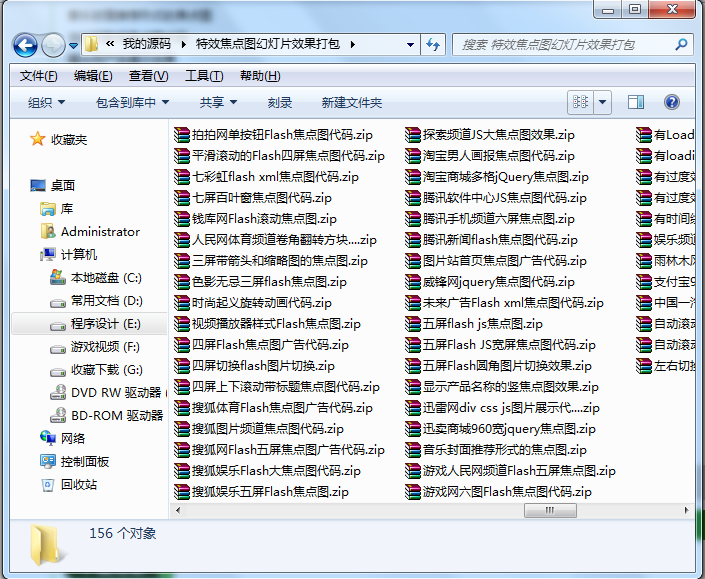 « 我的源码 ▸ 特效焦点图幻灯片效果打包 ▸
搜索 特效焦点图幻灯片效果打包
文件(F) 编辑(E) 查看(V) 工具(T) 帮助(H)
组织 包含到库中 共享 刻录 新建文件夹
收藏夹
桌面
库
Administrator
计算机
本地磁盘 (C:)
常用文档 (D:)
程序设计 (E:)
游戏视频 (F:)
收藏下载 (G:)
DVD RW 驱动器 (
BD-ROM 驱动器
网络
控制面板
回收站
拍拍网单按钮Flash焦点图代码.zip
平滑滚动的Flash四屏焦点图代码.zip
七彩虹flash xml焦点图代码.zip
七屏百叶窗焦点图代码.zip
钱库网Flash滚动焦点图.zip
人民网体育频道卷角翻转方块....zip
三屏带箭头和缩略图的焦点图.zip
色影无忌三屏flash焦点图.zip
时尚起义旋转动画代码.zip
视频播放器样式Flash焦点图.zip
四屏Flash焦点图广告代码.zip
四屏切换flash图片切换.zip
四屏上下滚动带标题焦点图代码.zip
搜狐体育Flash焦点图广告代码.zip
搜狐图片频道焦点图代码.zip
搜狐网Flash五屏焦点图广告代码.zip
搜狐娱乐Flash大焦点图代码.zip
搜狐娱乐五屏Flash焦点图.zip
探索频道JS大焦点图效果.zip
淘宝男人画报焦点图代码.zip
淘宝商城多格jQuery焦点图.zip
腾讯软件中心JS焦点图代码.zip
腾讯手机频道六屏焦点图.zip
腾讯新闻flash焦点图代码.zip
图片站首页焦点图广告代码.zip
威锋网jquery焦点图代码.zip
未来广告Flash xml焦点图代码.zip
五屏flash js焦点图.zip
五屏Flash JS宽屏焦点图代码.zip
五屏Flash圆角图片切换效果.zip
显示产品名称的竖焦点图效果.zip
迅雷网div css js图片展示代....zip
迅卖商城960宽jquery焦点图.zip
音乐封面推荐形式的焦点图.zip
游戏人民网频道Flash五屏焦点图.zip
游戏网六图Flash焦点图代码.zip
有Load
有loadi
有过度效
有过度效
有时间纟
娱乐频道
雨林木风
支付宝9
中国一汽
自动滚动
自动滚动
左右切换
156 个对象